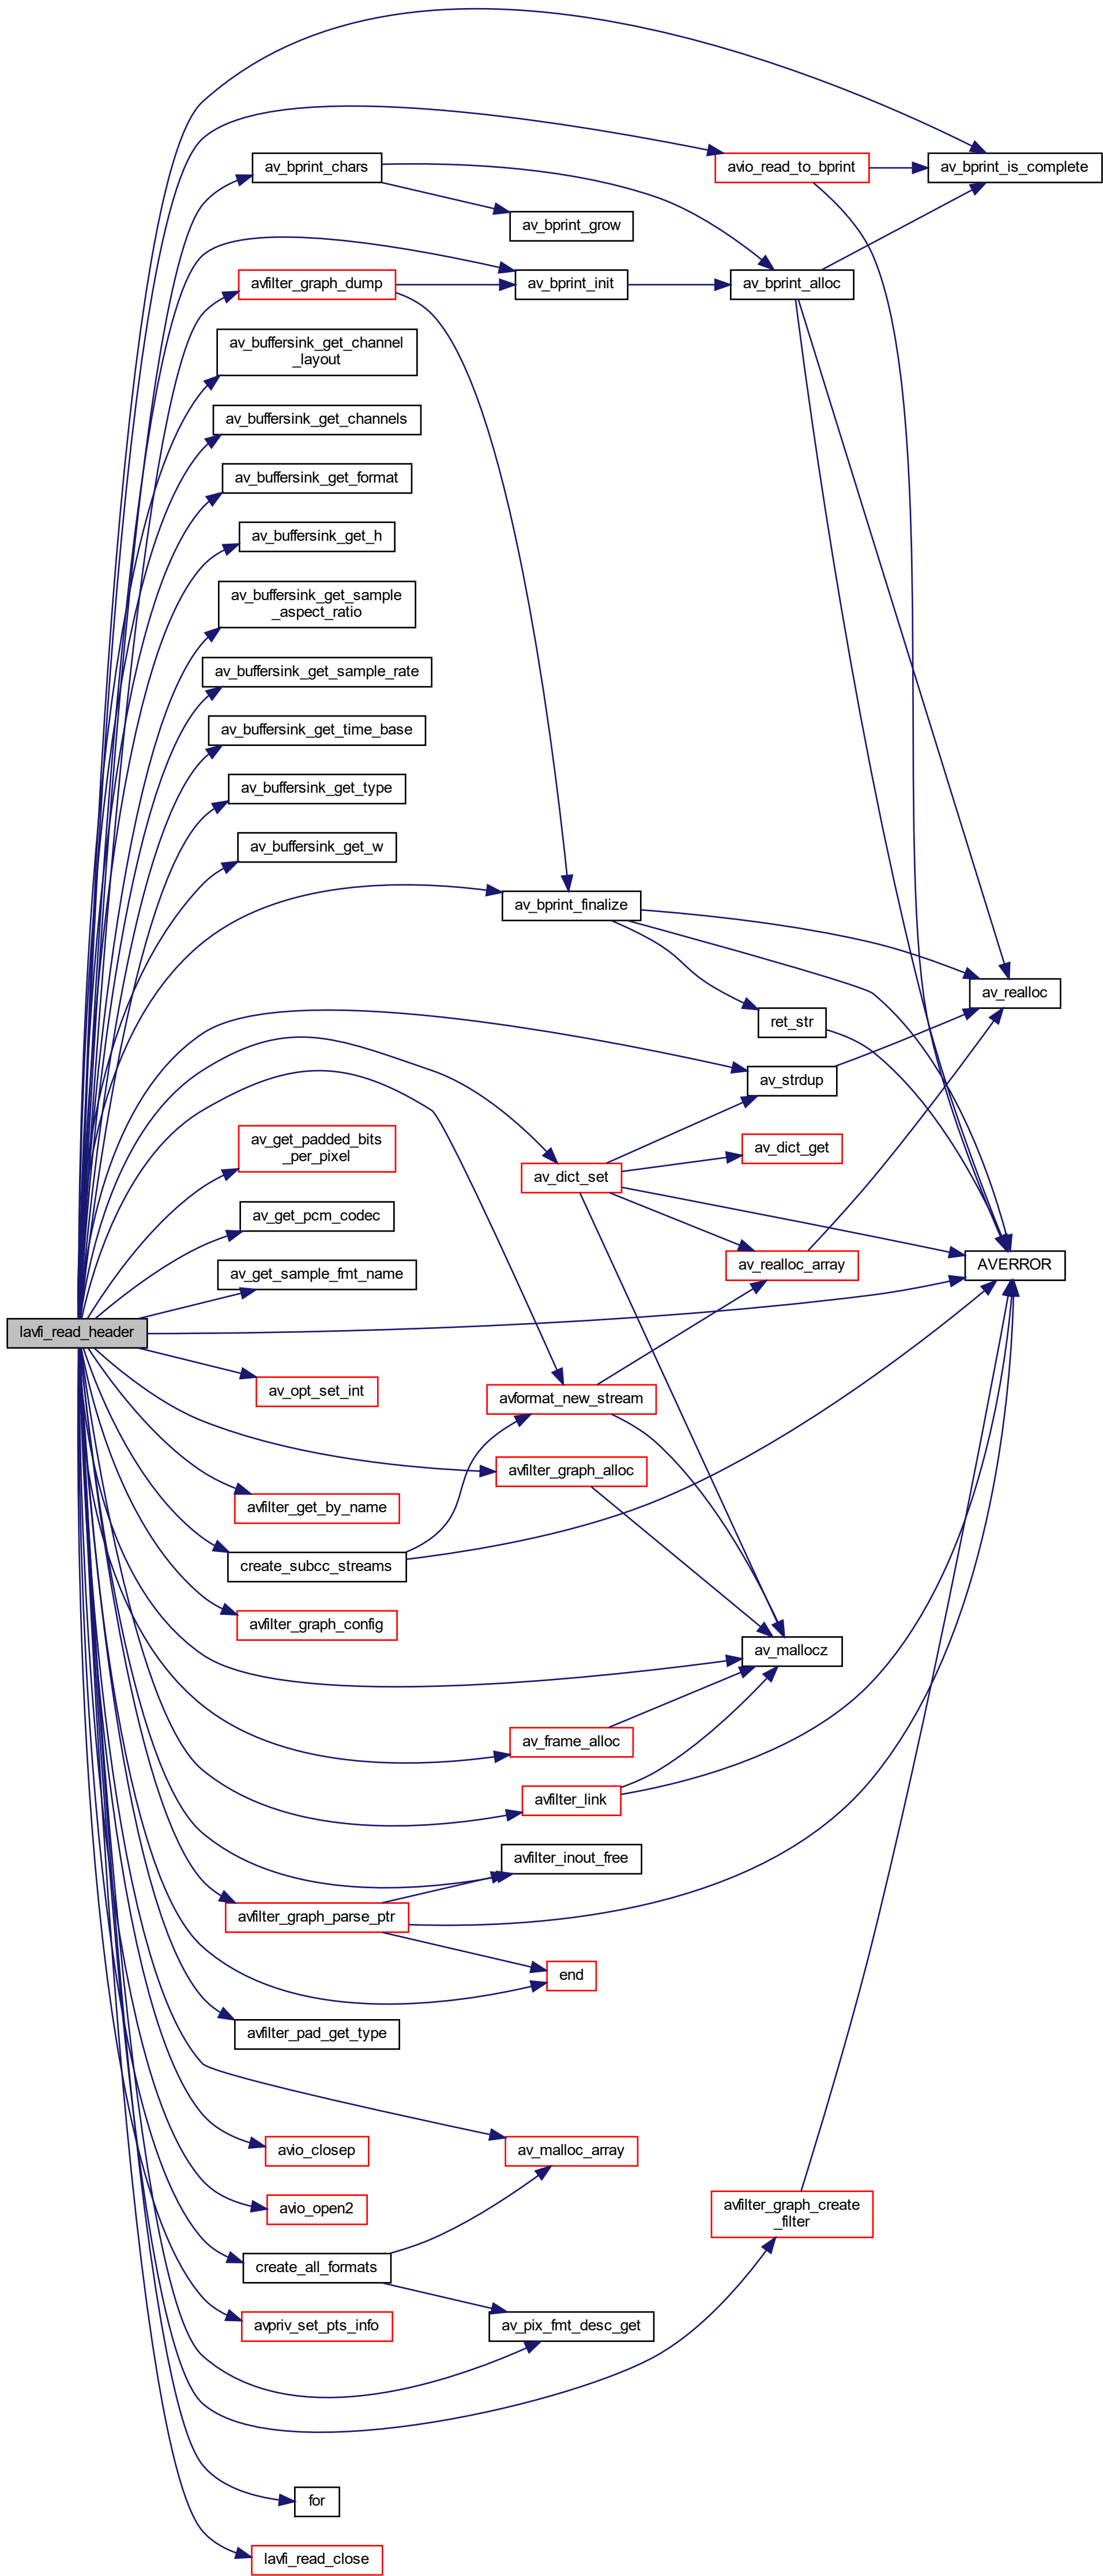 av_bprint_chars
avio_read_to_bprint
av_bprint_is_complete
av_bprint_grow
avfilter_graph_dump
av_bprint_init
av_bprint_alloc
av_buffersink_get_channel
_layout
av_buffersink_get_channels
av_buffersink_get_format
av_buffersink_get_h
av_buffersink_get_sample
_aspect_ratio
av_buffersink_get_sample_rate
av_buffersink_get_time_base
av_buffersink_get_type
av_buffersink_get_w
av_bprint_finalize
av_realloc
ret_str
av_strdup
av_get_padded_bits
_per_pixel
av_dict_get
av_dict_set
av_get_pcm_codec
av_realloc_array
AVERROR
av_get_sample_fmt_name
lavfi_read_header
av_opt_set_int
avformat_new_stream
avfilter_graph_alloc
avfilter_get_by_name
create_subcc_streams
avfilter_graph_config
av_mallocz
av_frame_alloc
avfilter_link
avfilter_inout_free
avfilter_graph_parse_ptr
end
avfilter_pad_get_type
avio_closep
av_malloc_array
avio_open2
avfilter_graph_create
_filter
create_all_formats
avpriv_set_pts_info
av_pix_fmt_desc_get
for
lavfi_read_close